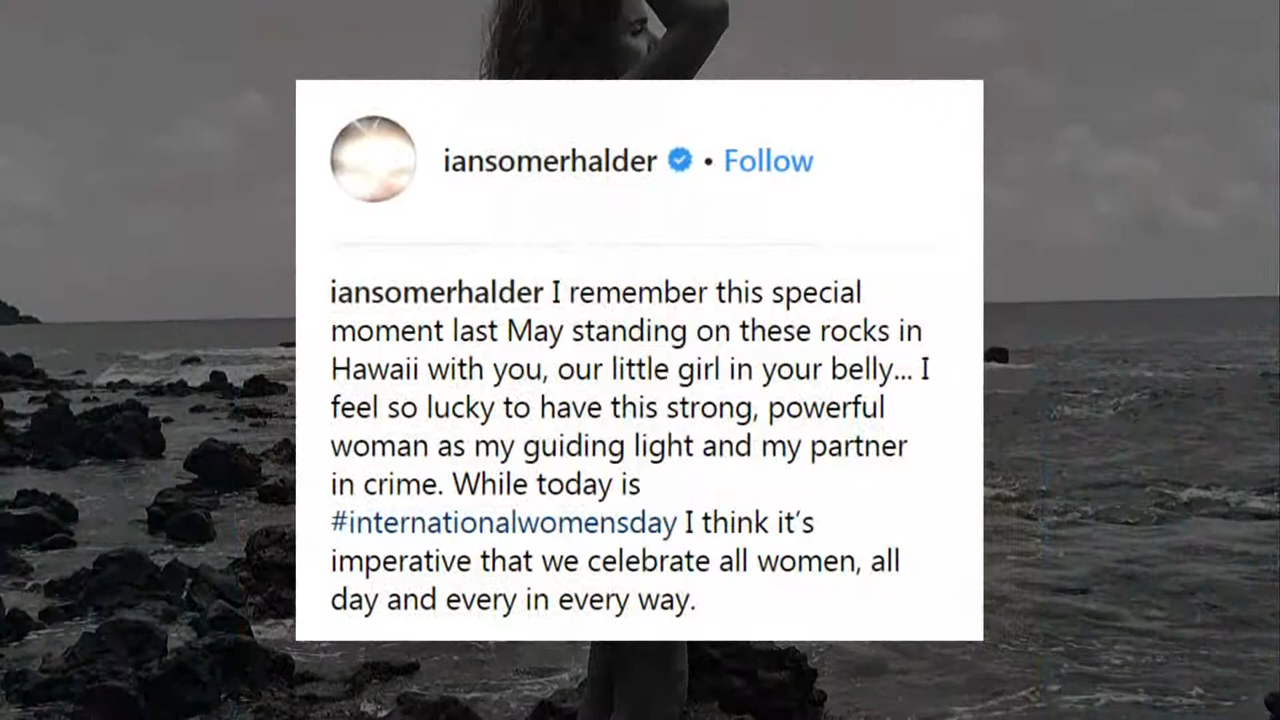 iansomerhalder • Follow
iansomerhalder I remember this special
moment last May standing on these rocks in
Hawaii with you, our little girl in your belly... I
feel so lucky to have this strong, powerful
woman as my guiding light and my partner
in crime. While today is
#internationalwomensday I think it's
imperative that we celebrate all women, all
day and every in every way.